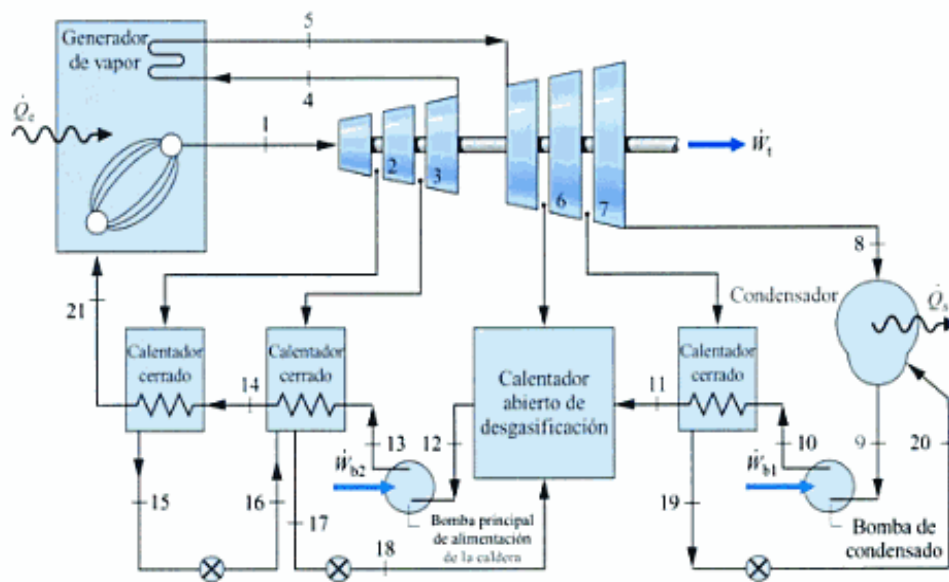 Generador
de vapor
5
4
1
Q̇e
2
3
6
7
Ẇt
8
Condensador
Q̇s
21
Calentador
cerrado
14
Calentador
cerrado
13
12
Calentador
abierto de
desgasificación
11
Calentador
cerrado
10
9
20
15
16
17
Ẇb2
Bomba principal
de alimentación
de la caldera
18
19
Ẇb1
Bomba de
condensado